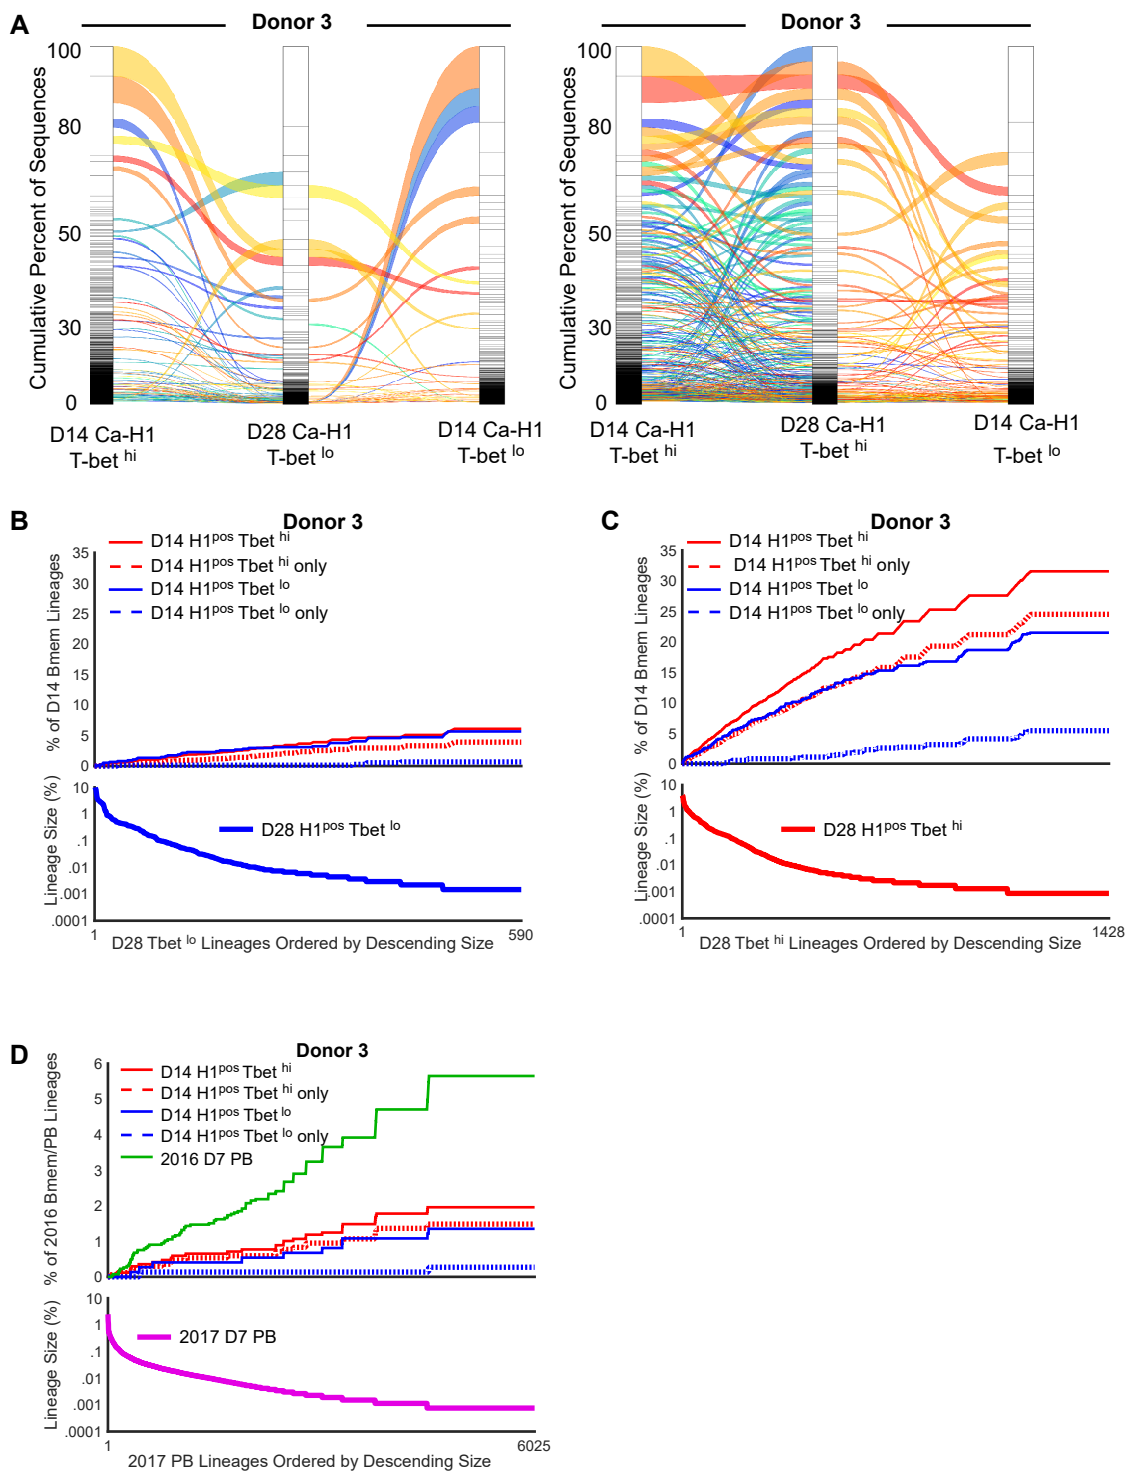 A
Donor 3
Donor 3
Cumulative Percent of Sequences
100
80
50
30
0
D14 Ca-H1
T-bet hi
D28 Ca-H1
T-bet lo
D14 Ca-H1
T-bet lo
Cumulative Percent of Sequences
100
80
50
30
0
D14 Ca-H1
T-bet hi
D28 Ca-H1
T-bet hi
D14 Ca-H1
T-bet lo
B
Donor 3
D14 H1pos Tbet hi
D14 H1pos Tbet hi only
D14 H1pos Tbet lo
D14 H1pos Tbet lo only
% of D14 Bmem Lineages
35
30
25
20
15
10
5
0
Lineage Size (%)
10
1
.1
.01
.001
.0001
D28 H1pos Tbet lo
1
590
D28 Tbet lo Lineages Ordered by Descending Size
C
Donor 3
D14 H1pos Tbet hi
D14 H1pos Tbet hi only
D14 H1pos Tbet lo
D14 H1pos Tbet lo only
% of D14 Bmem Lineages
35
30
25
20
15
10
5
0
Lineage Size (%)
10
1
.1
.01
.001
.0001
D28 H1pos Tbet hi
1
1428
D28 Tbet hi Lineages Ordered by Descending Size
D
Donor 3
D14 H1pos Tbet hi
D14 H1pos Tbet hi only
D14 H1pos Tbet lo
D14 H1pos Tbet lo only
2016 D7 PB
% of 2016 Bmem/PB Lineages
6
5
4
3
2
1
0
Lineage Size (%)
10
1
.1
.01
.001
.0001
2017 D7 PB
1
6025
2017 PB Lineages Ordered by Descending Size